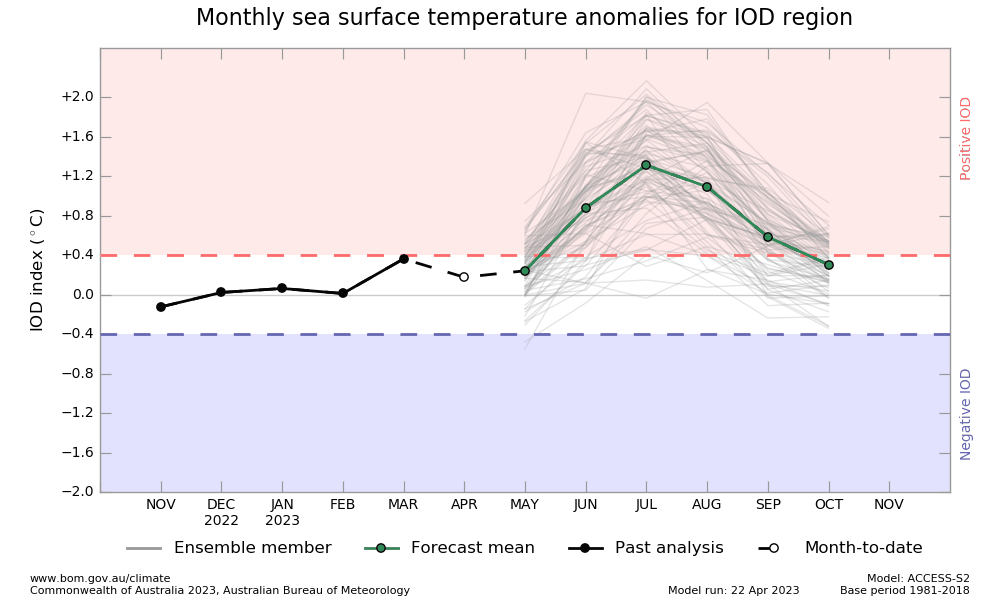 Monthly sea surface temperature anomalies for IOD region
IOD index (°C)
+2.0
+1.6
+1.2
+0.8
+0.4
0.0
−0.4
−0.8
−1.2
−1.6
−2.0
Positive IOD
Negative IOD
NOV DEC JAN FEB MAR APR MAY JUN JUL AUG SEP OCT NOV
2022 2023
Ensemble member Forecast mean Past analysis Month-to-date
www.bom.gov.au/climate Model: ACCESS-S2
Commonwealth of Australia 2023, Australian Bureau of Meteorology Model run: 22 Apr 2023 Base period 1981-2018